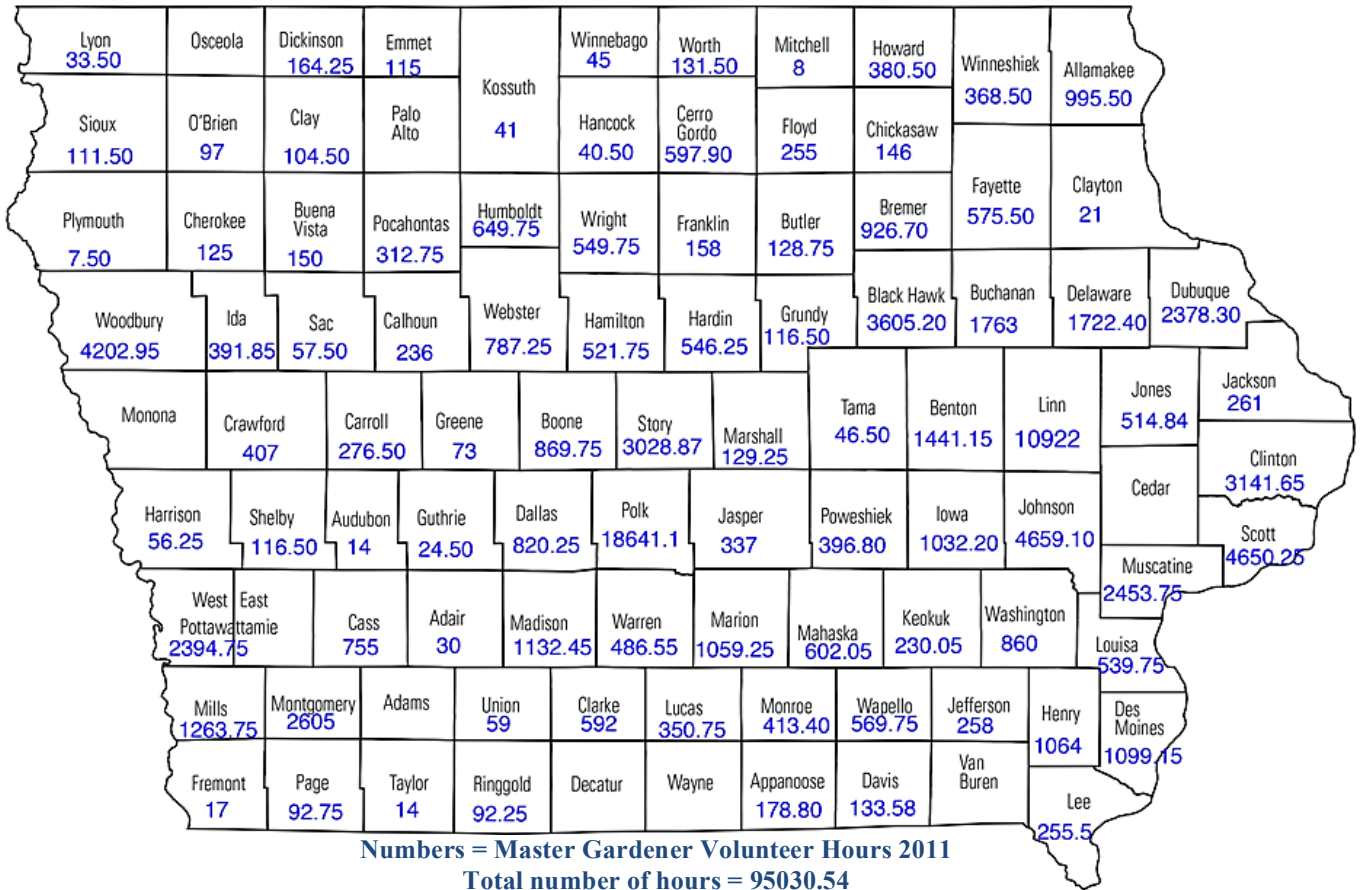 Lyon
33.50
Osceola
Dickinson
164.25
Emmet
115
Kossuth
41
Winnebago
45
Worth
131.50
Mitchell
8
Howard
380.50
Winneshiek
368.50
Allamakee
995.50
Sioux
111.50
O'Brien
97
Clay
104.50
Palo
Alto
Hancock
40.50
Cerro
Gordo
597.90
Floyd
255
Chickasaw
146
Plymouth
7.50
Cherokee
125
Buena
Vista
150
Pocahontas
312.75
Humboldt
649.75
Wright
549.75
Franklin
158
Butler
128.75
Bremer
926.70
Fayette
575.50
Clayton
21
Woodbury
4202.95
Ida
391.85
Sac
57.50
Calhoun
236
Webster
787.25
Hamilton
521.75
Hardin
546.25
Grundy
116.50
Black Hawk
3605.20
Buchanan
1763
Delaware
1722.40
Dubuque
2378.30
Monona
Crawford
407
Carroll
276.50
Greene
73
Boone
869.75
Story
3028.87
Marshall
129.25
Tama
46.50
Benton
1441.15
Linn
10922
Jones
514.84
Jackson
261
Clinton
3141.65
Cedar
Harrison
56.25
Shelby
116.50
Audubon
14
Guthrie
24.50
Dallas
820.25
Polk
18641.1
Jasper
337
Poweshiek
396.80
Iowa
1032.20
Johnson
4659.10
Scott
4650.25
Muscatine
2453.75
West East
Pottawattamie
2394.75
Cass
755
Adair
30
Madison
1132.45
Warren
486.55
Marion
1059.25
Mahaska
602.05
Keokuk
230.05
Washington
860
Louisa
539.75
Mills
1263.75
Montgomery
2605
Adams
Union
59
Clarke
592
Lucas
350.75
Monroe
413.40
Wapello
569.75
Jefferson
258
Henry
1064
Des
Moines
1099.15
Fremont
17
Page
92.75
Taylor
14
Ringgold
92.25
Decatur
Wayne
Appanoose
178.80
Davis
133.58
Van
Buren
Lee
255.5
Numbers = Master Gardener Volunteer Hours 2011
Total number of hours = 95030.54